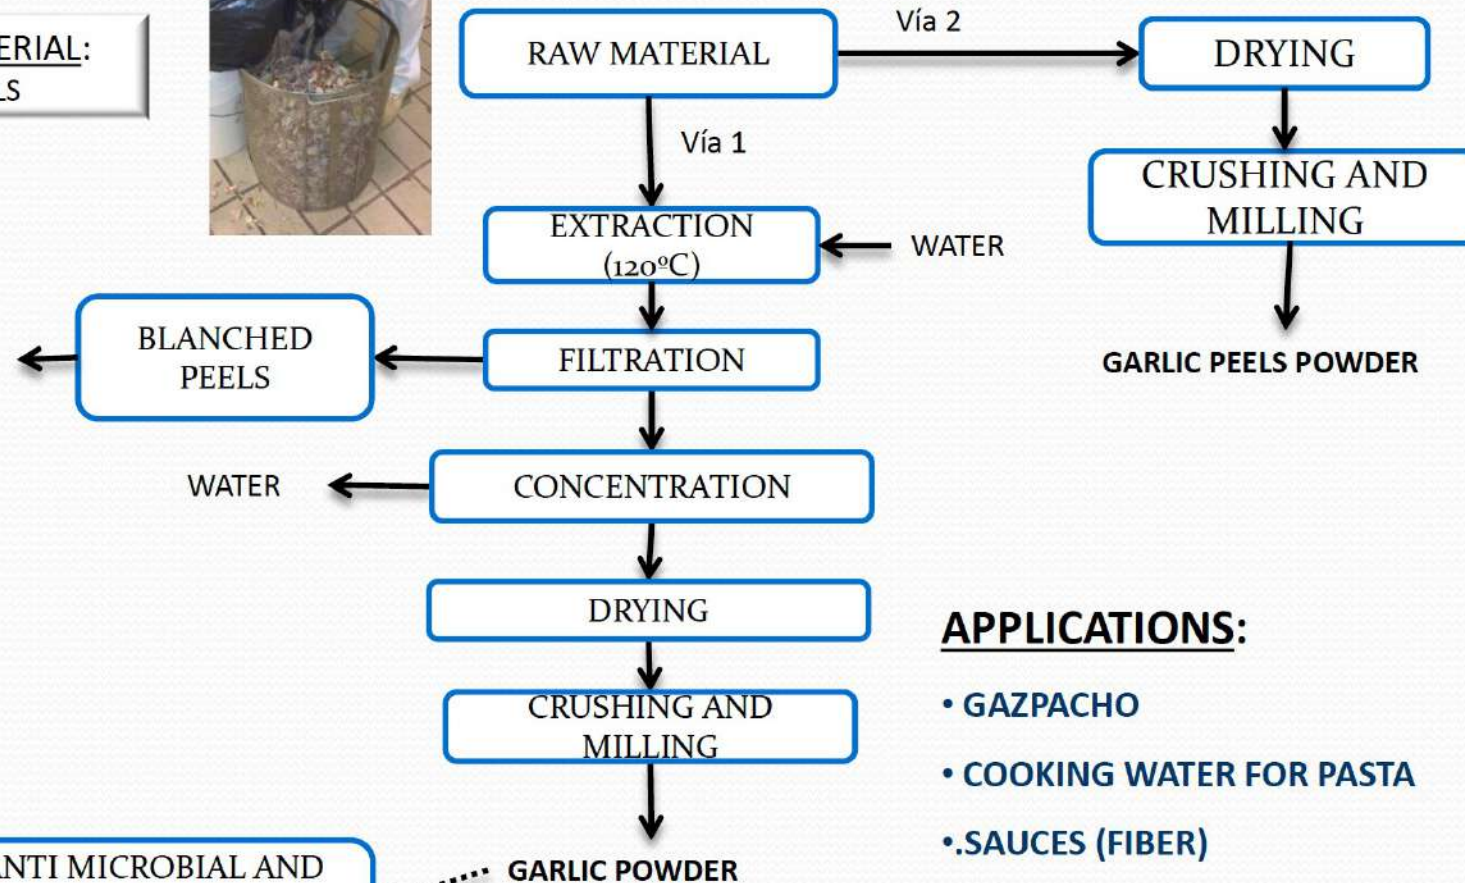 ERIAL:
LS
RAW MATERIAL
Vía 2
DRYING
Vía 1
CRUSHING AND
MILLING
EXTRACTION
(120ºC)
WATER
BLANCHED
PEELS
FILTRATION
GARLIC PEELS POWDER
WATER
CONCENTRATION
DRYING
APPLICATIONS:
CRUSHING AND
MILLING
• GAZPACHO
• COOKING WATER FOR PASTA
•.SAUCES (FIBER)
NTI MICROBIAL AND
GARLIC POWDER